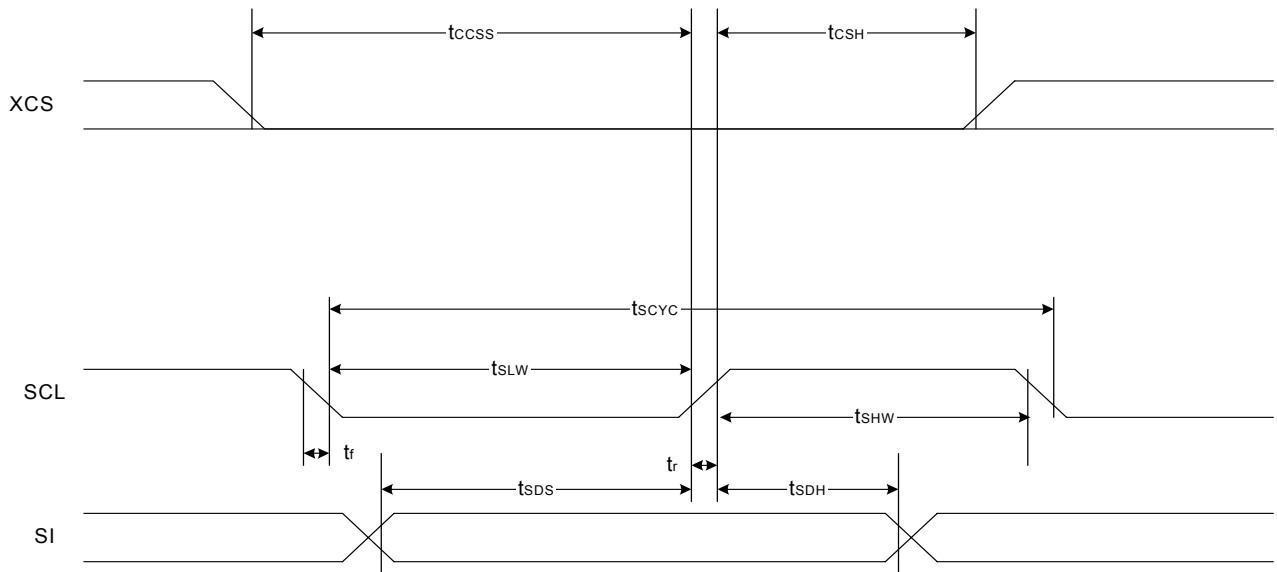 tCCSS
tCSH
XCS
tSCYC
tSLW
SCL
tSHW
tf
tr
tSDS
tSDH
SI